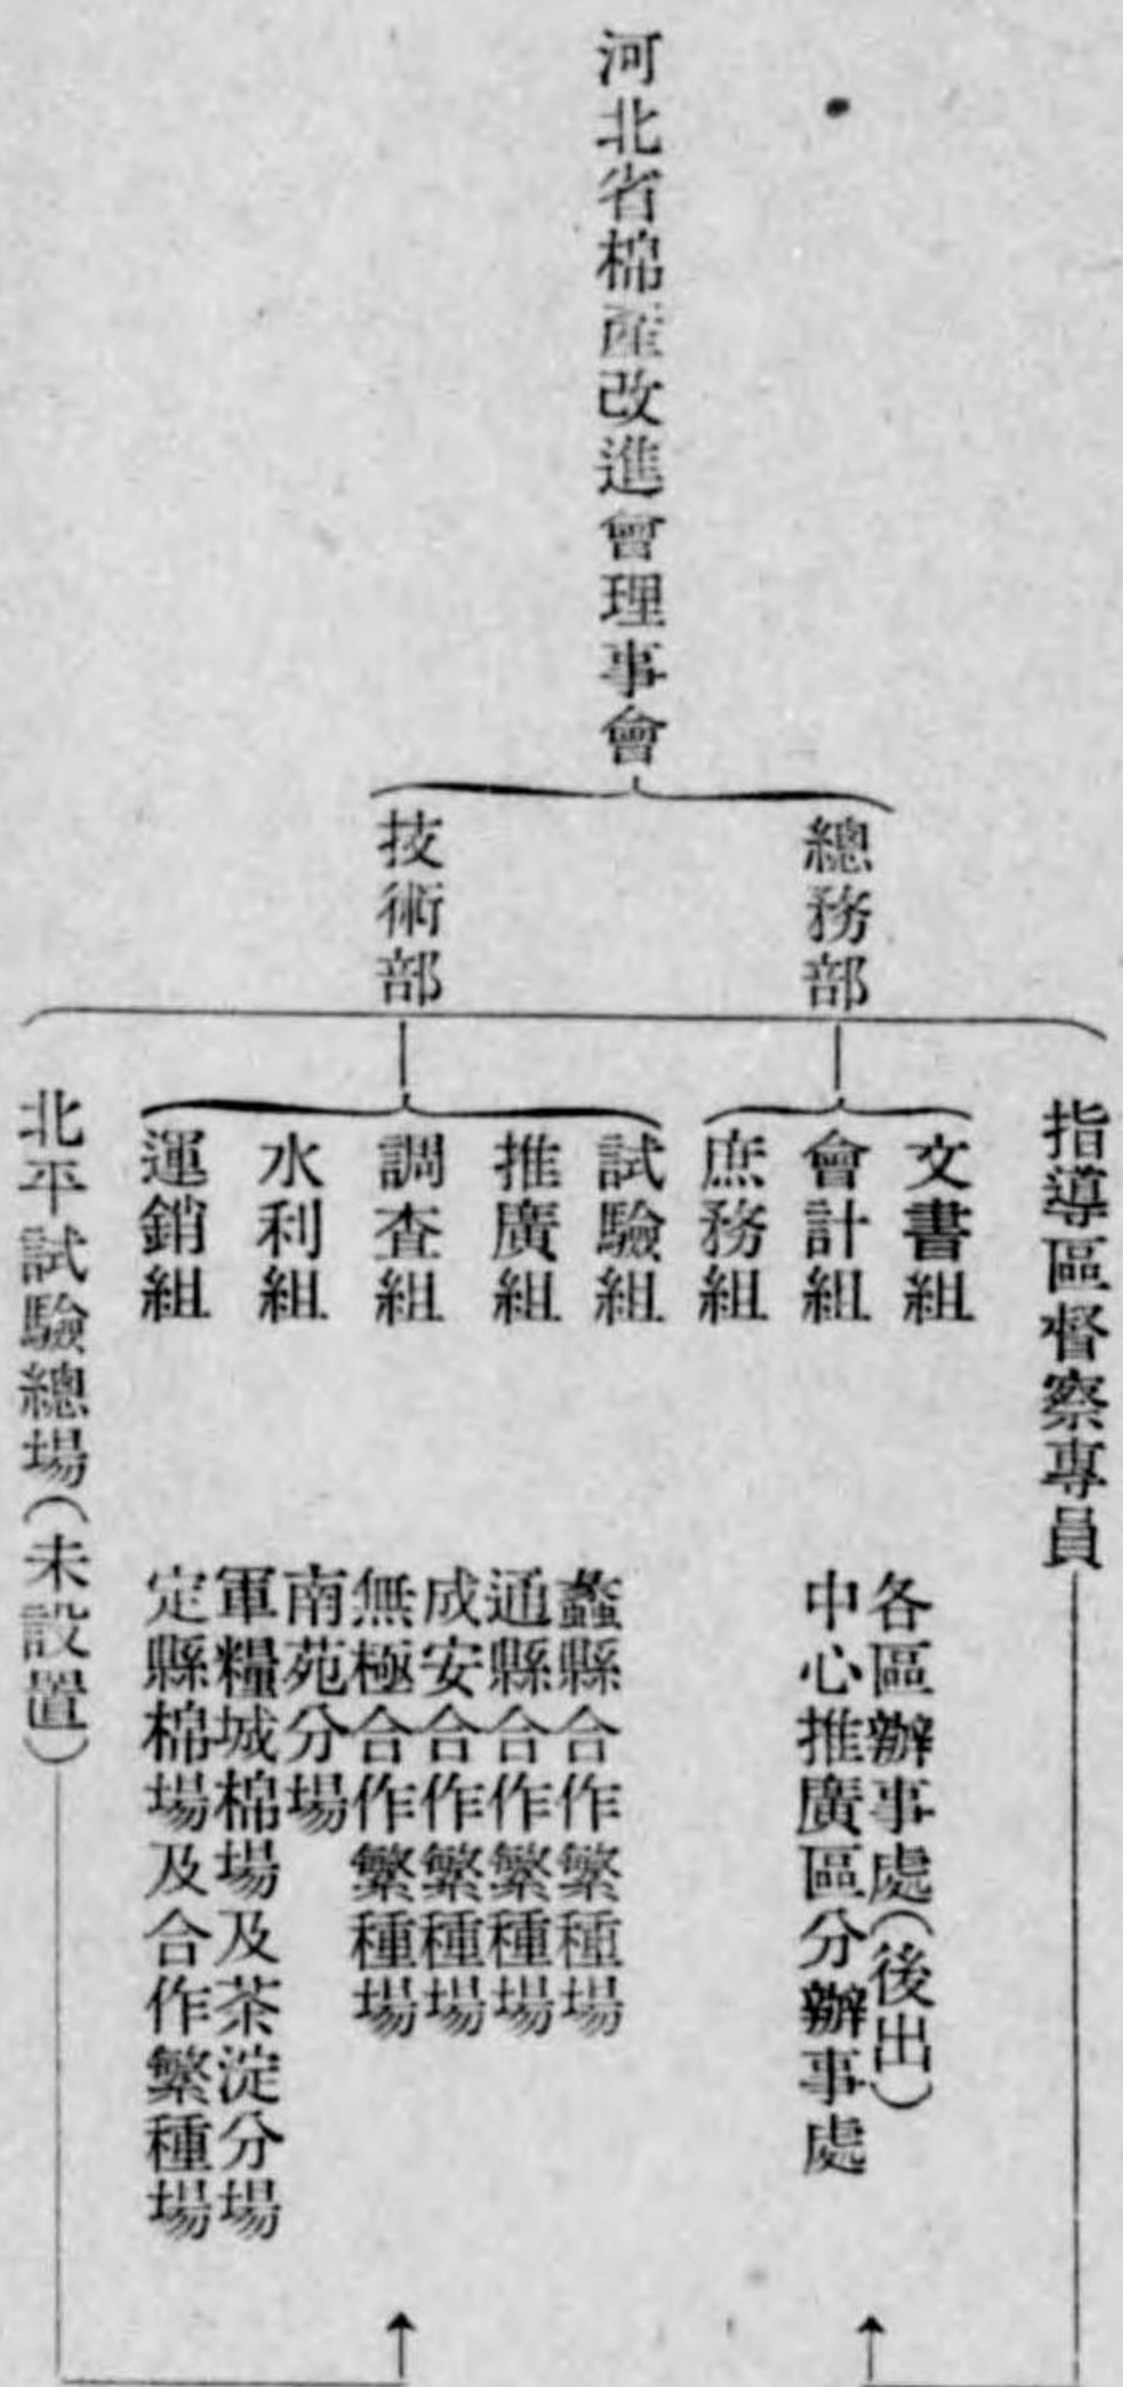 河北省棉產改進會理事會
總務部
技術部
指導區督察專員
文書組
會計組
庶務組
試驗組
推廣組
調查組
水利組
運銷組
北平試驗總場(未設置)
各區辦事處(後出)
中心推廣區分辦事處
蠡縣合作繁種場
通縣合作繁種場
成安合作繁種場
無極合作繁種場
南苑分場
軍糧城棉場及茶淀分場
定縣棉場及合作繁種場